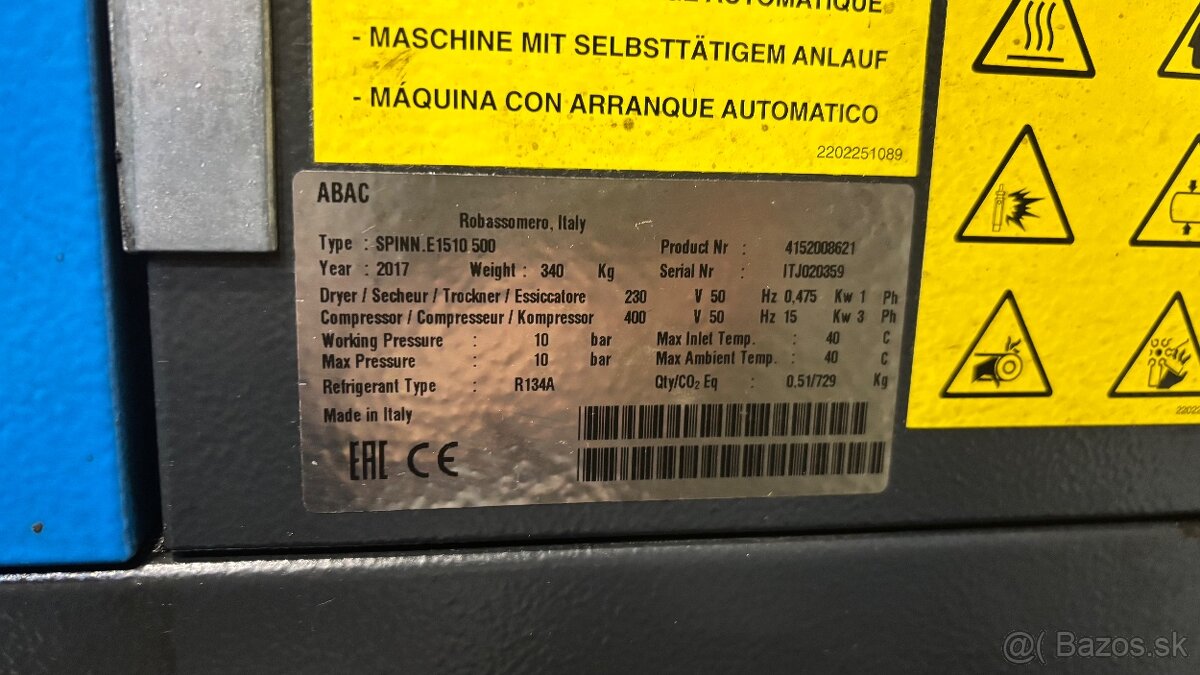 AUTOMATIQUE
- MASCHINE MIT SELBSTTÄTIGEM ANLAUF
- MÁQUINA CON ARRANQUE AUTOMATICO
2202251089
ABAC
Robassomero, Italy
Type : SPINN.E1510 500 Product Nr : 4152008621
Year : 2017 Weight : 340 Kg Serial Nr : ITJ020359
Dryer / Secheur / Trockner / Essiccatore 230 V 50 Hz 0,475 Kw 1 Ph
Compressor / Compresseur / Kompressor 400 V 50 Hz 15 Kw 3 Ph
Working Pressure : 10 bar Max Inlet Temp. : 40 C
Max Pressure : 10 bar Max Ambient Temp. : 40 C
Refrigerant Type : R134A Qty/CO₂ Eq : 0.51/729 Kg
Made in Italy
EAC CE
@ Bazos.sk